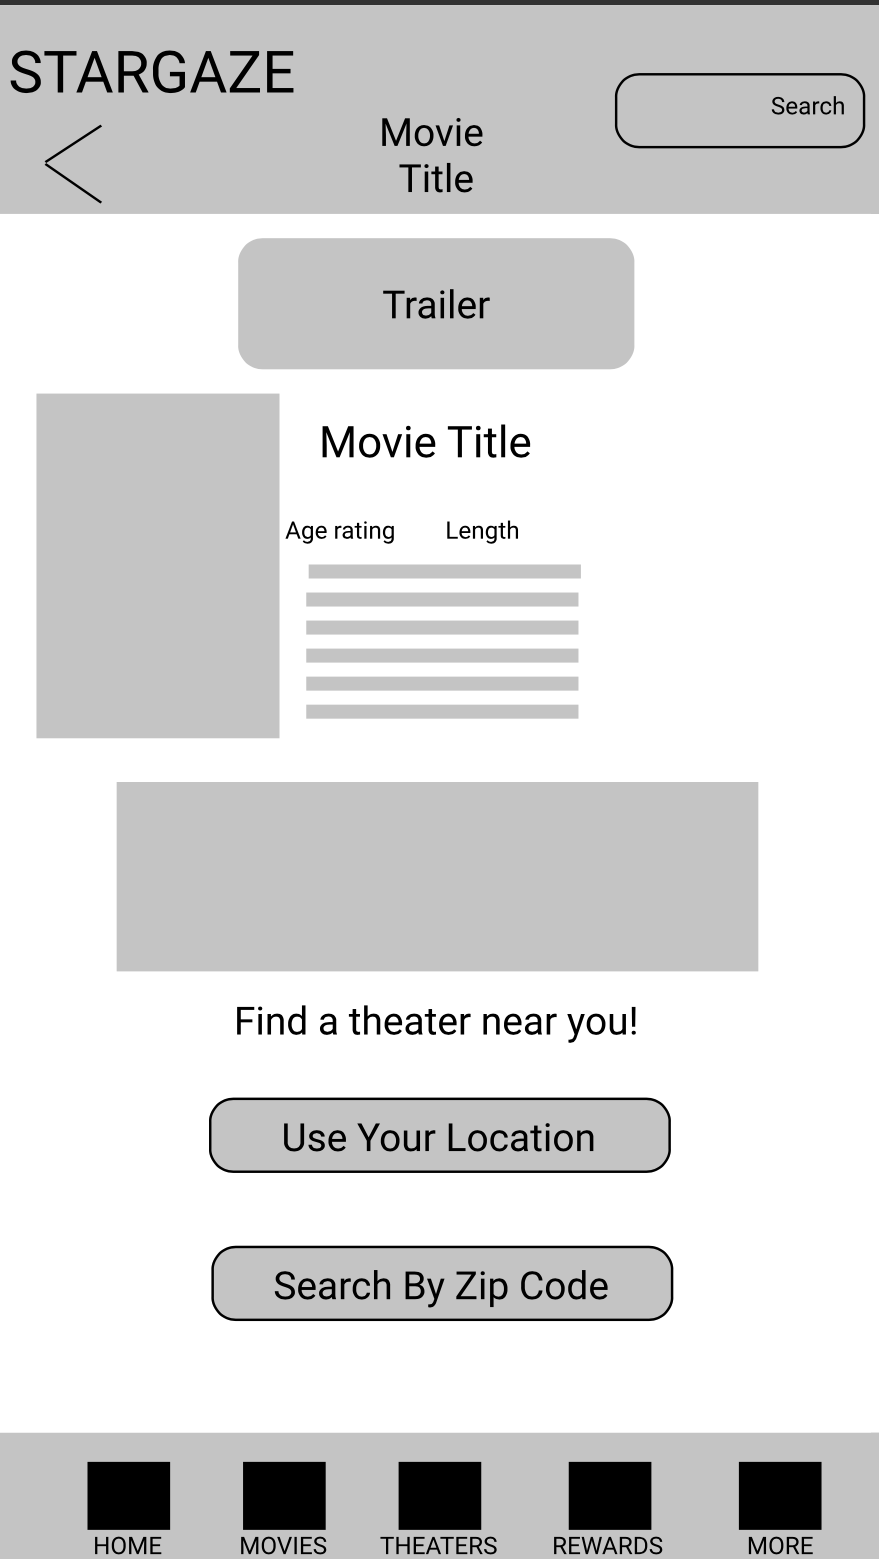 STARGAZE
Search
Movie
Title
Trailer
Movie Title
Age rating Length
Find a theater near you!
Use Your Location
Search By Zip Code
HOME MOVIES THEATERS REWARDS MORE